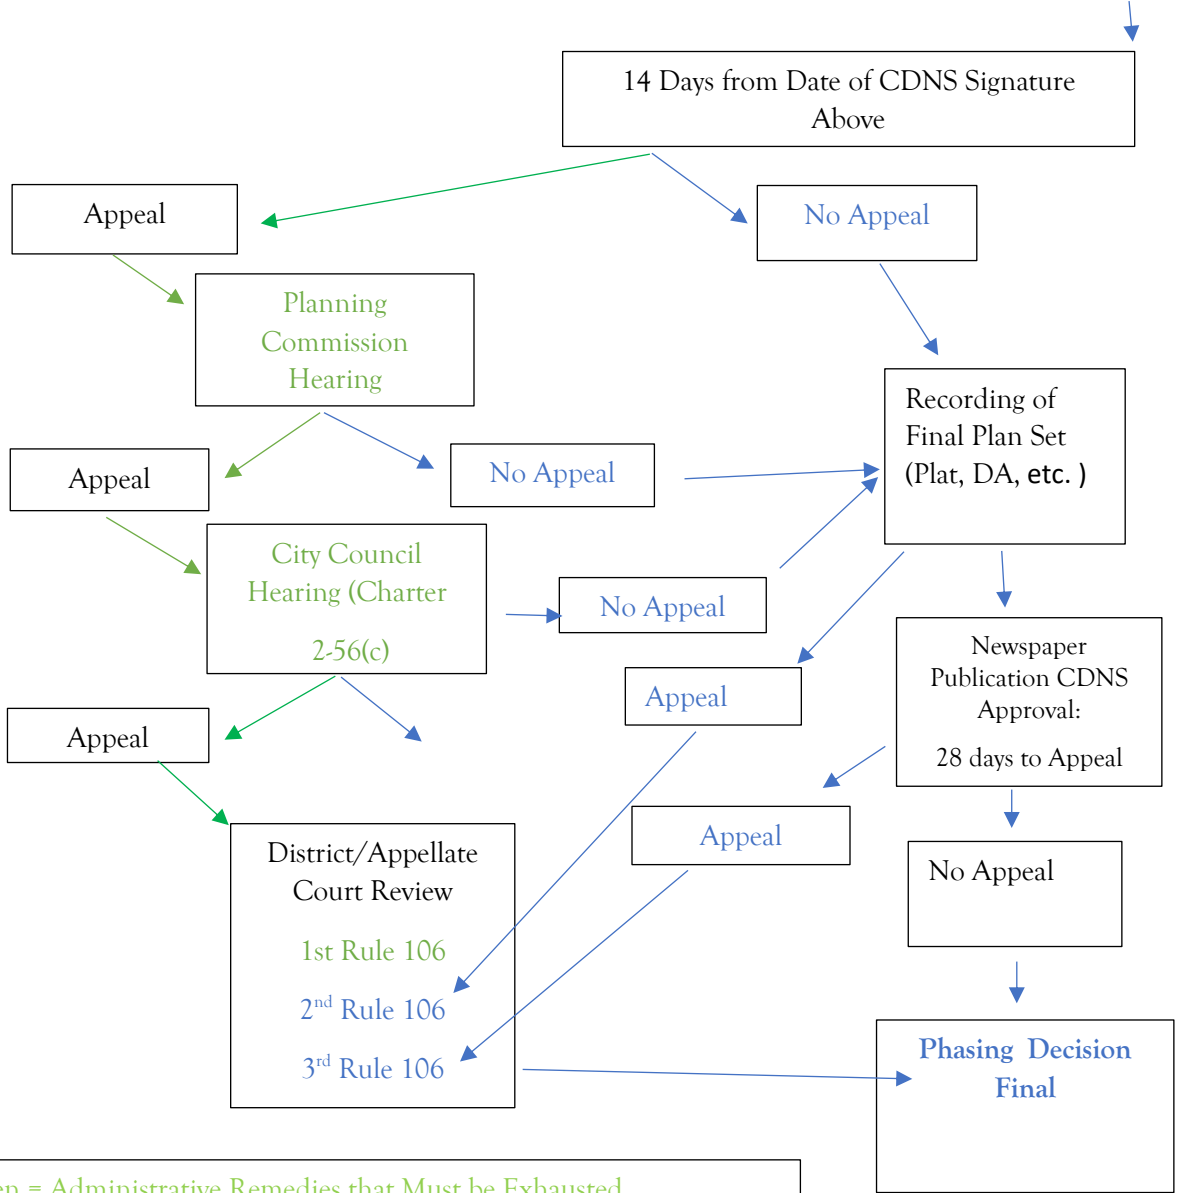 14 Days from Date of CDNS Signature
Above
Appeal
No Appeal
Planning
Commission
Hearing
Recording of
Final Plan Set
(Plat, DA, etc. )
Appeal
No Appeal
City Council
Hearing (Charter
2-56(c)
No Appeal
Newspaper
Publication CDNS
Approval:
28 days to Appeal
Appeal
Appeal
Appeal
No Appeal
District/Appellate
Court Review
1st Rule 106
2nd Rule 106
3rd Rule 106
Phasing Decision
Final
= Administrative Remedies that Must be Exhausted